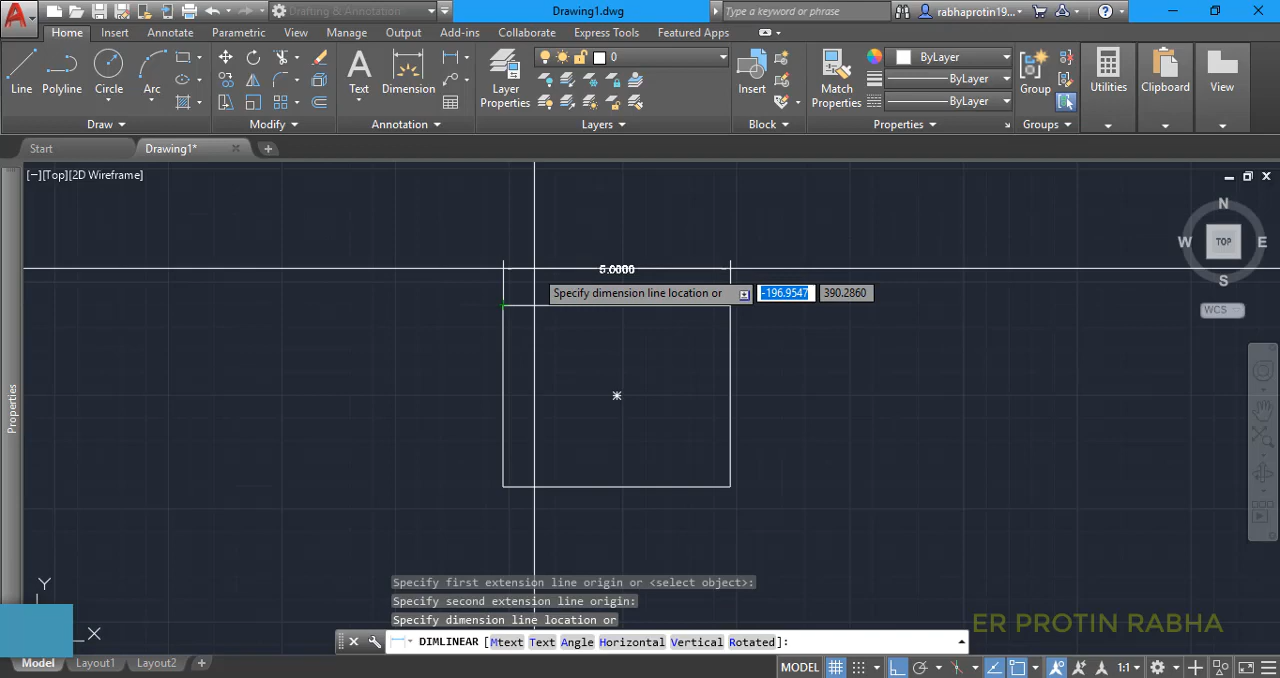 A Drafting & Annotation Drawing1.dwg Type a keyword or phrase rabhaprotin19... ?
Home Insert Annotate Parametric View Manage Output Add-ins Collaborate Express Tools Featured Apps
Line Polyline Circle Arc
Draw
Modify
A Text Dimension
Annotation
Layer Properties 0
Layers
Insert
Block
Match Properties ByLayer ByLayer ByLayer
Properties
Group
Groups
Utilities Clipboard View
Start Drawing1* +
[−][Top][2D Wireframe]
N
W TOP E
S
WCS
5.0000
Specify dimension line location or -196.9547 390.2860
Properties
Y
Specify first extension line origin or <select object>:
Specify second extension line origin:
Specify dimension line location or
DIMLINEAR [Mtext Text Angle Horizontal Vertical Rotated]:
ER PROTIN RABHA
Model Layout1 Layout2 + MODEL 1:1